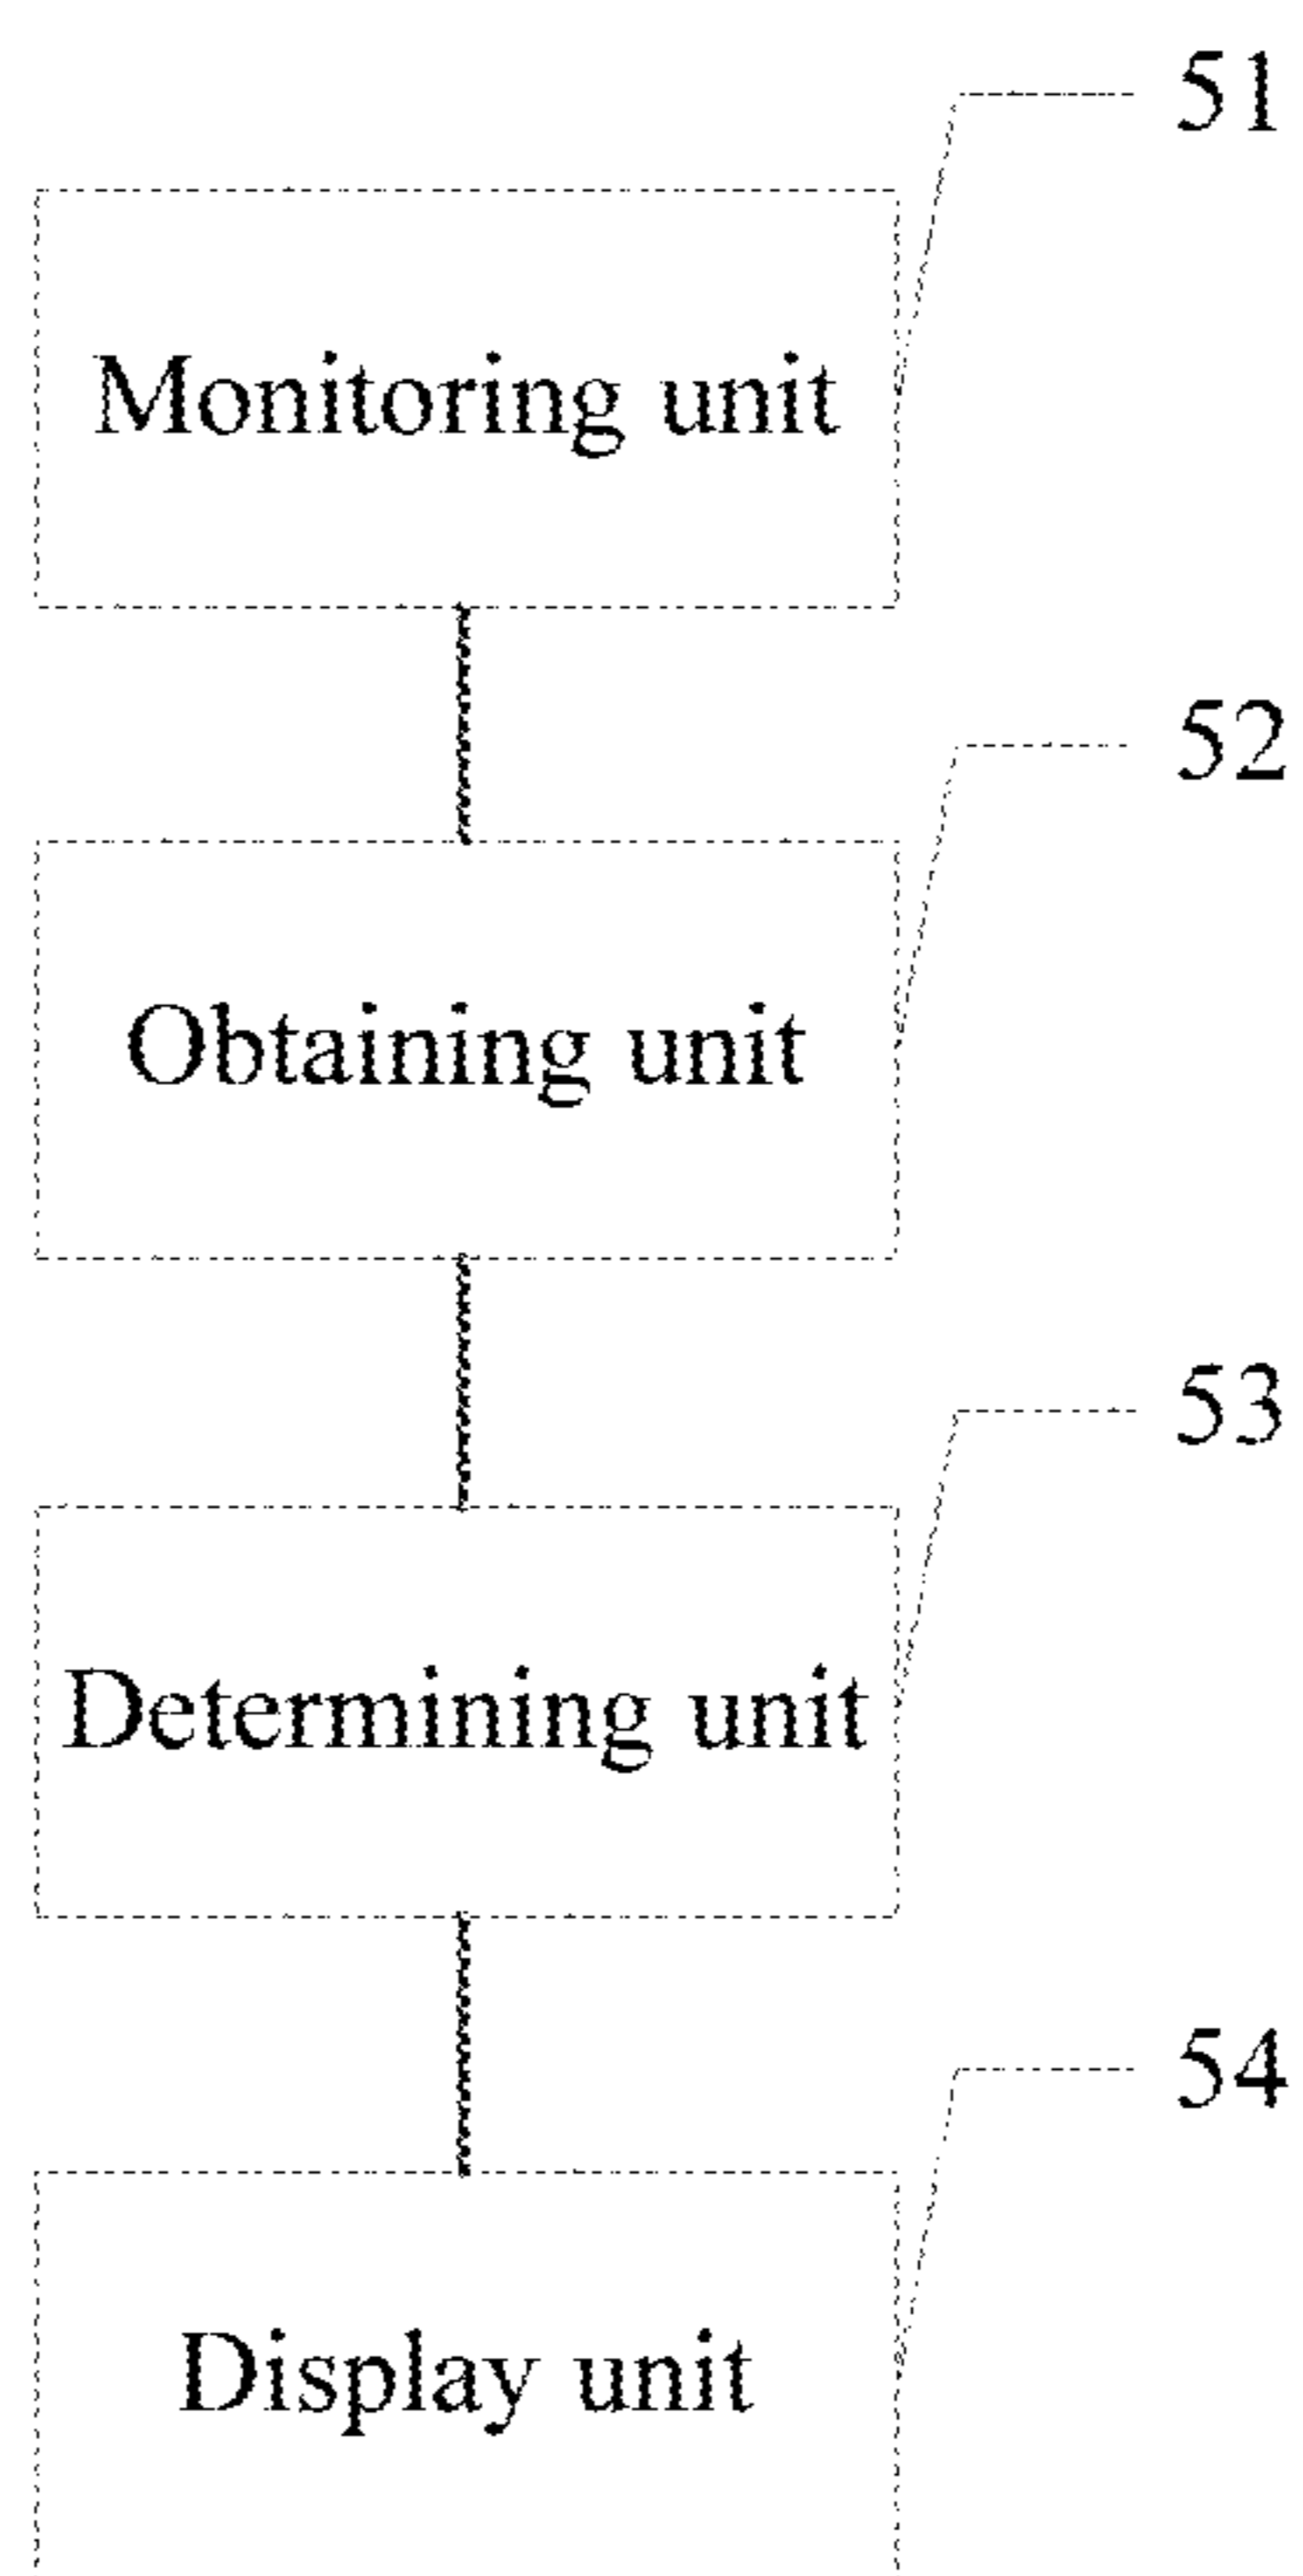 51
Monitoring unit
52
Obtaining unit
53
Determining unit
54
Display unit